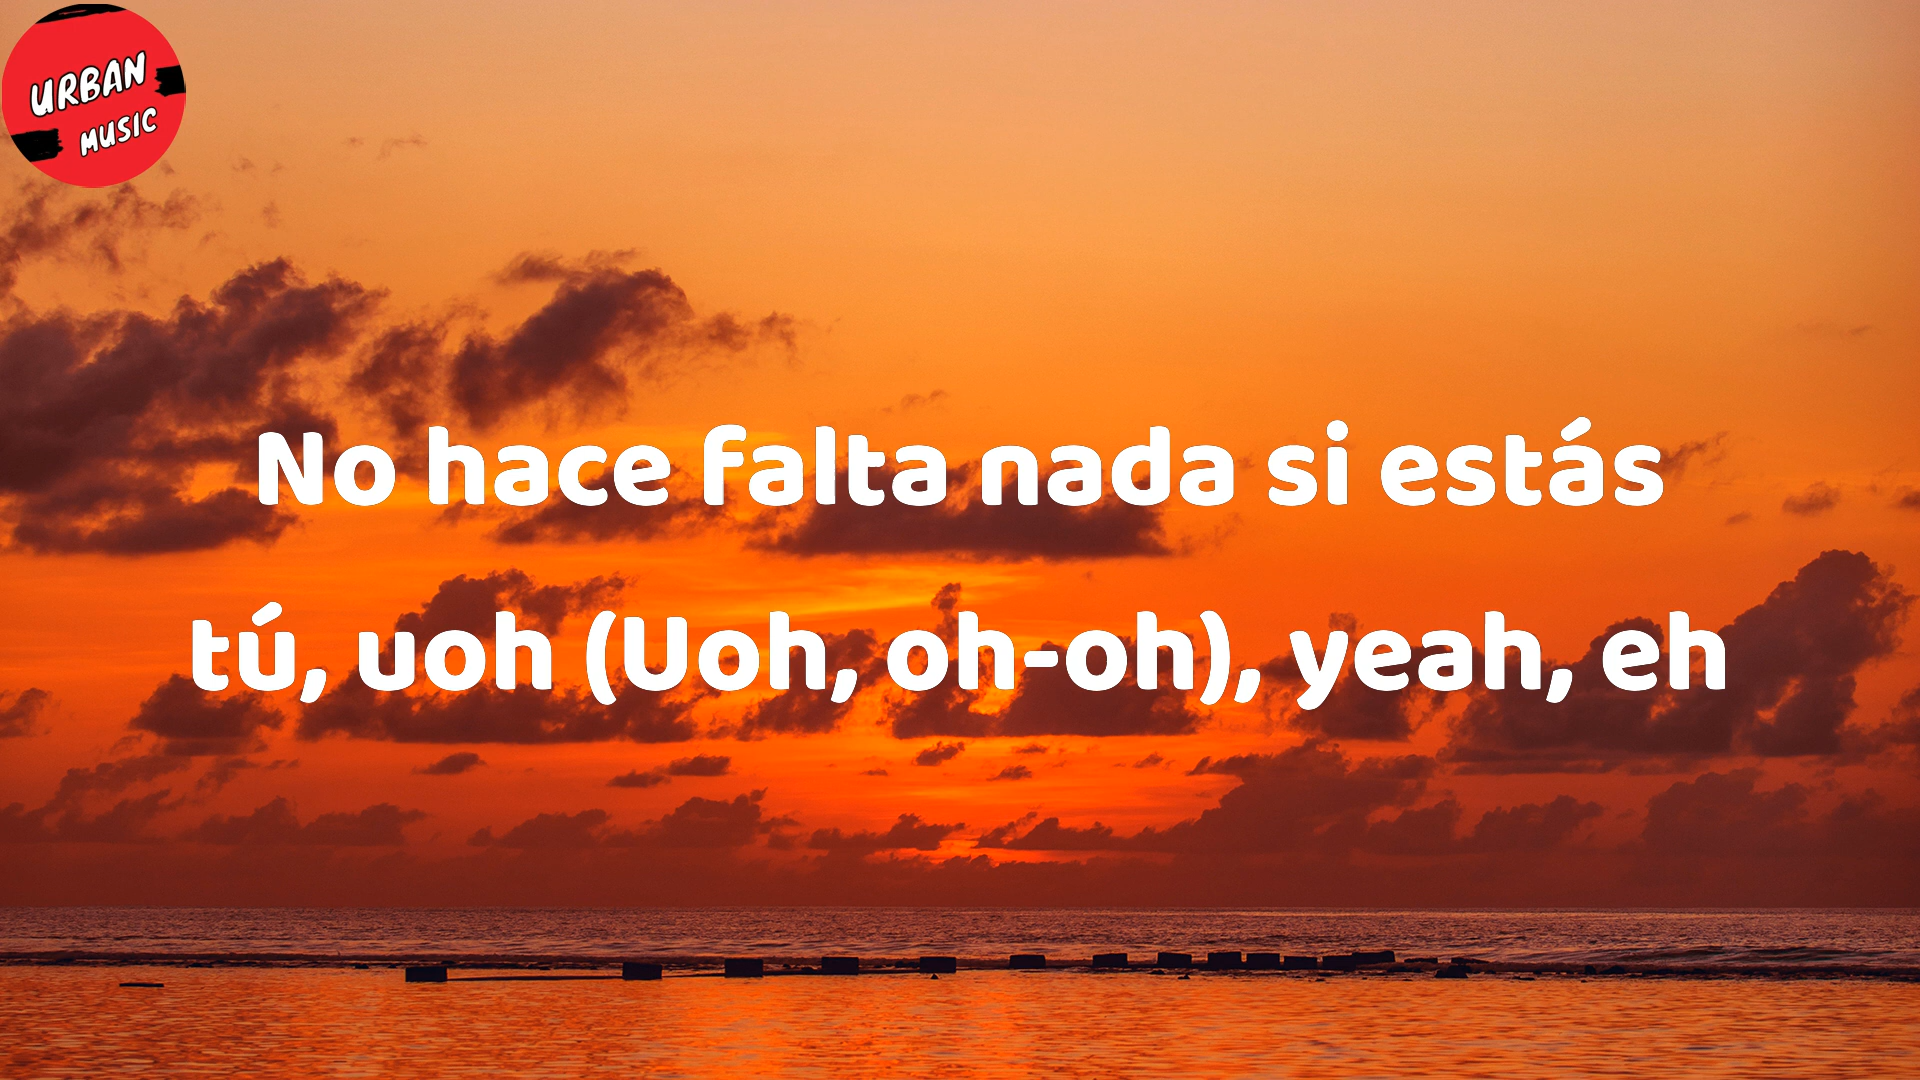 URBAN
MUSIC
No hace falta nada si estás
tú, uoh (Uoh, oh-oh), yeah, eh